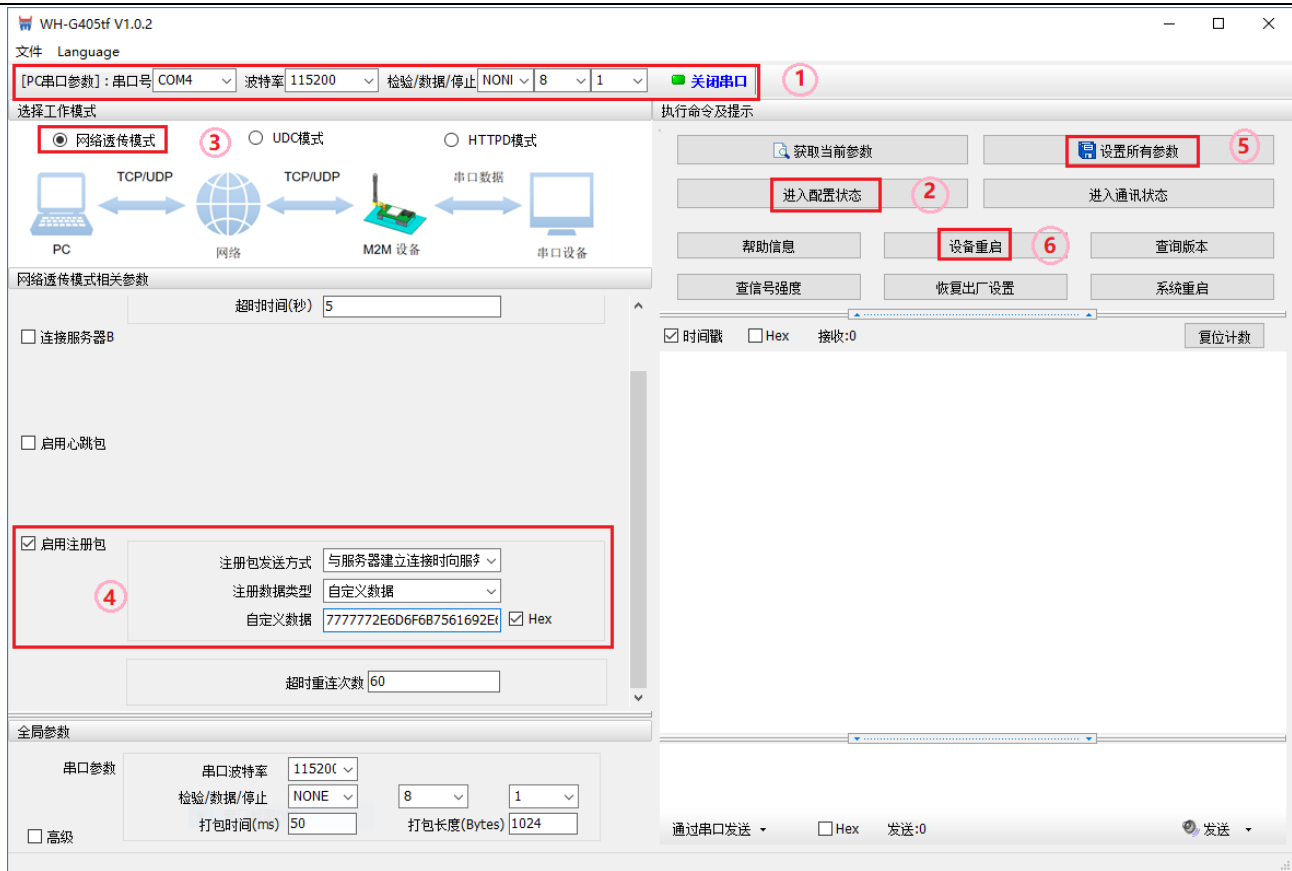 WH-G405tf V1.0.2
文件 Language
[PC串口参数]：串口号 COM4 波特率 115200 检验/数据/停止 NONI 8 1 关闭串口 ①
选择工作模式
网络透传模式 ③ UDC模式 HTTPD模式
TCP/UDP TCP/UDP 串口数据
PC 网络 M2M 设备 串口设备
网络透传模式相关参数
超时时间(秒) 5
连接服务器B
启用心跳包
启用注册包
注册包发送方式 与服务器建立连接时向服务
注册数据类型 自定义数据
④
自定义数据 7777772E6D6F6B7561692E6 Hex
超时重连次数 60
全局参数
串口参数 串口波特率 11520(
检验/数据/停止 NONE 8 1
打包时间(ms) 50 打包长度(Bytes) 1024
高级
执行命令及提示
获取当前参数 设置所有参数 ⑤
进入配置状态 ② 进入通讯状态
帮助信息 设备重启 ⑥ 查询版本
查信号强度 恢复出厂设置 系统重启
时间戳 Hex 接收:0 复位计数
通过串口发送 Hex 发送:0 发送